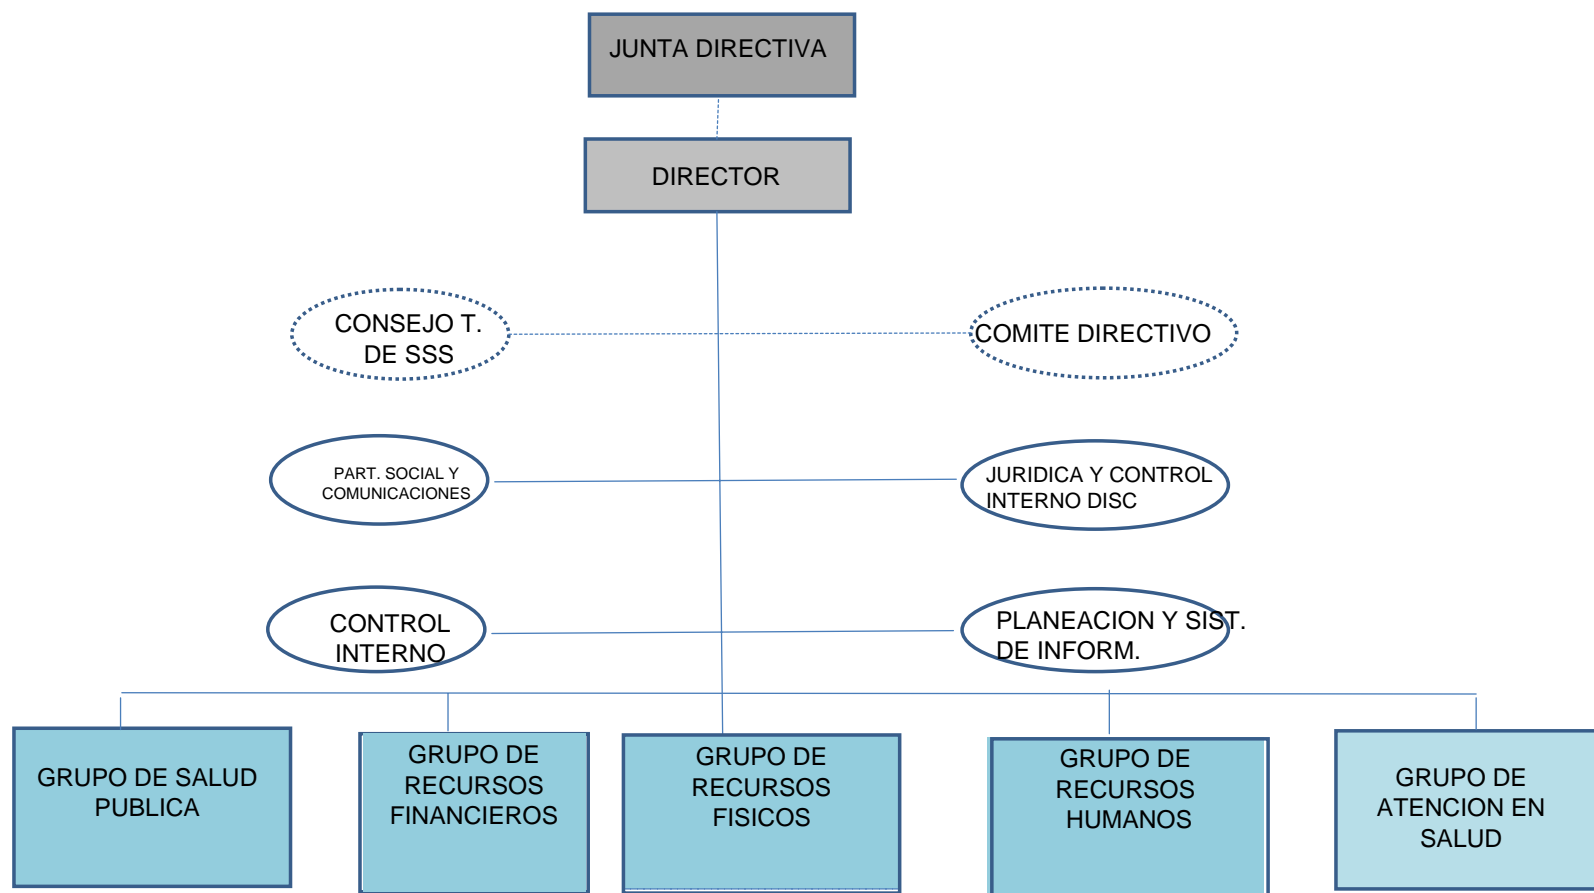 JUNTA DIRECTIVA
DIRECTOR
CONSEJO T.
DE SSS
COMITE DIRECTIVO
PART. SOCIAL Y
COMUNICACIONES
JURIDICA Y CONTROL
INTERNO DISC
CONTROL
INTERNO
PLANEACION Y SIST.
DE INFORM.
GRUPO DE SALUD
PUBLICA
GRUPO DE
RECURSOS
FINANCIEROS
GRUPO DE
RECURSOS
FISICOS
GRUPO DE
RECURSOS
HUMANOS
GRUPO DE
ATENCION EN
SALUD